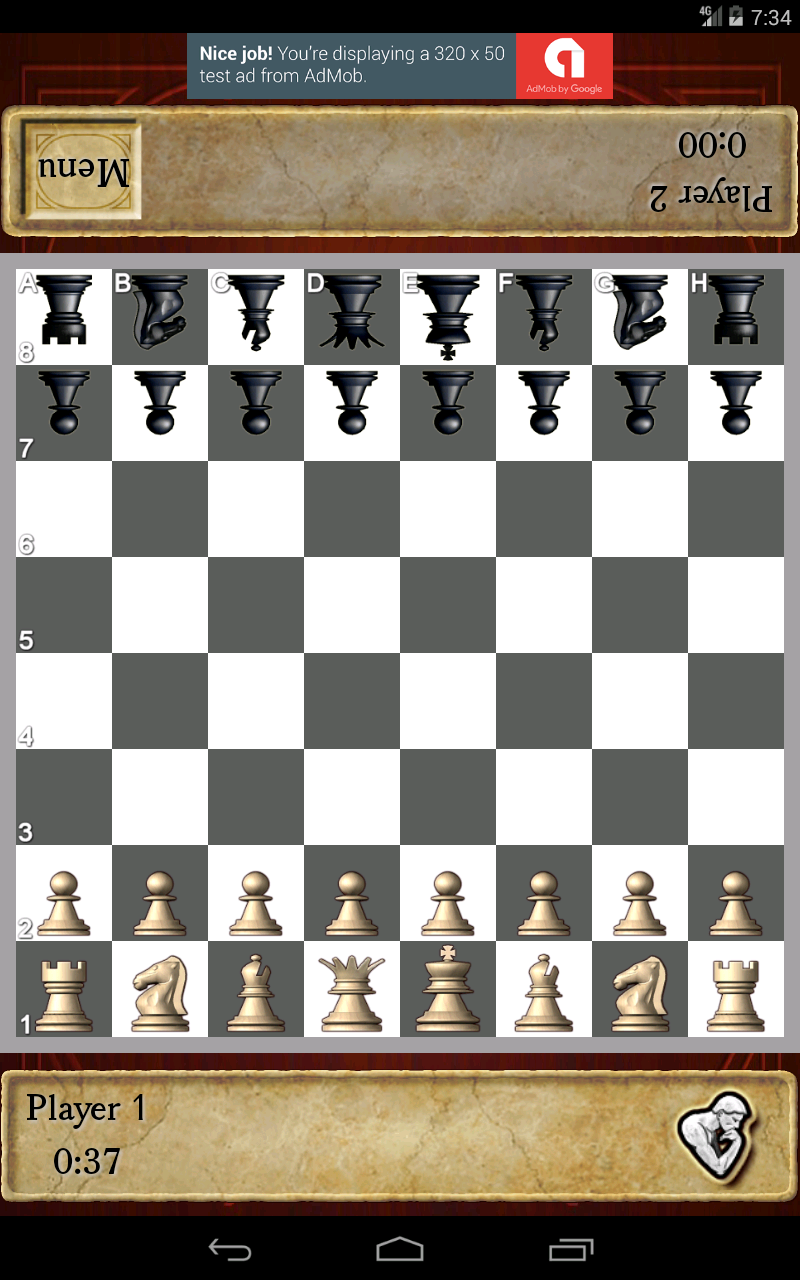 4G 7:34
Nice job! You're displaying a 320 x 50
test ad from AdMob.
AdMob by Google
Menu
0:00
Player 2
A B C D E F G H
8
7
6
5
4
3
2
1
Player 1
0:37